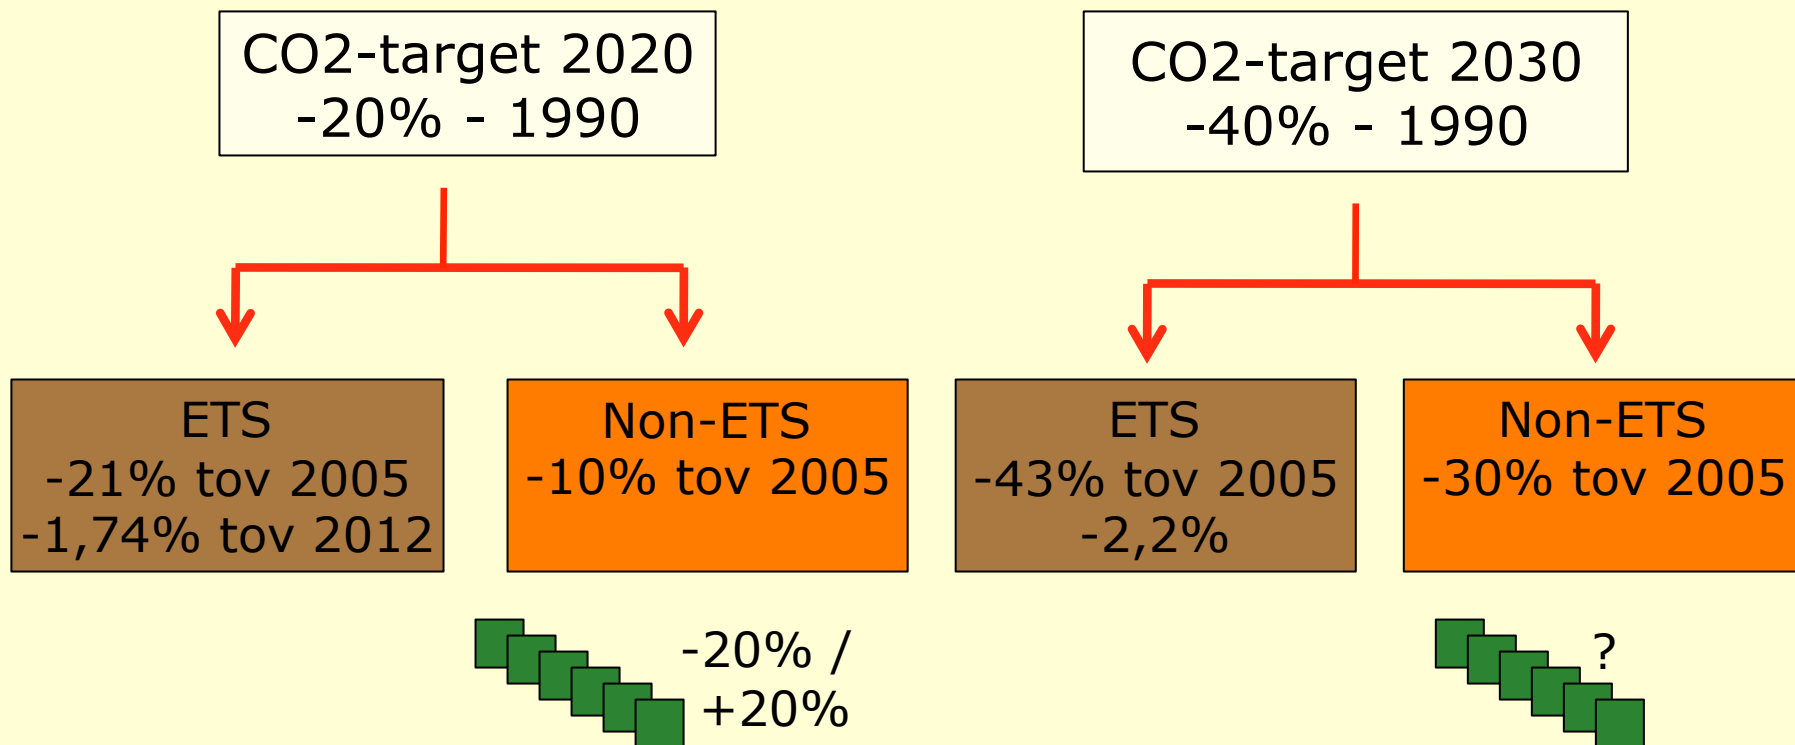 CO2-target 2020
-20% - 1990
CO2-target 2030
-40% - 1990
ETS
-21% tov 2005
-1,74% tov 2012
Non-ETS
-10% tov 2005
ETS
-43% tov 2005
-2,2%
Non-ETS
-30% tov 2005
-20% /
+20%
?